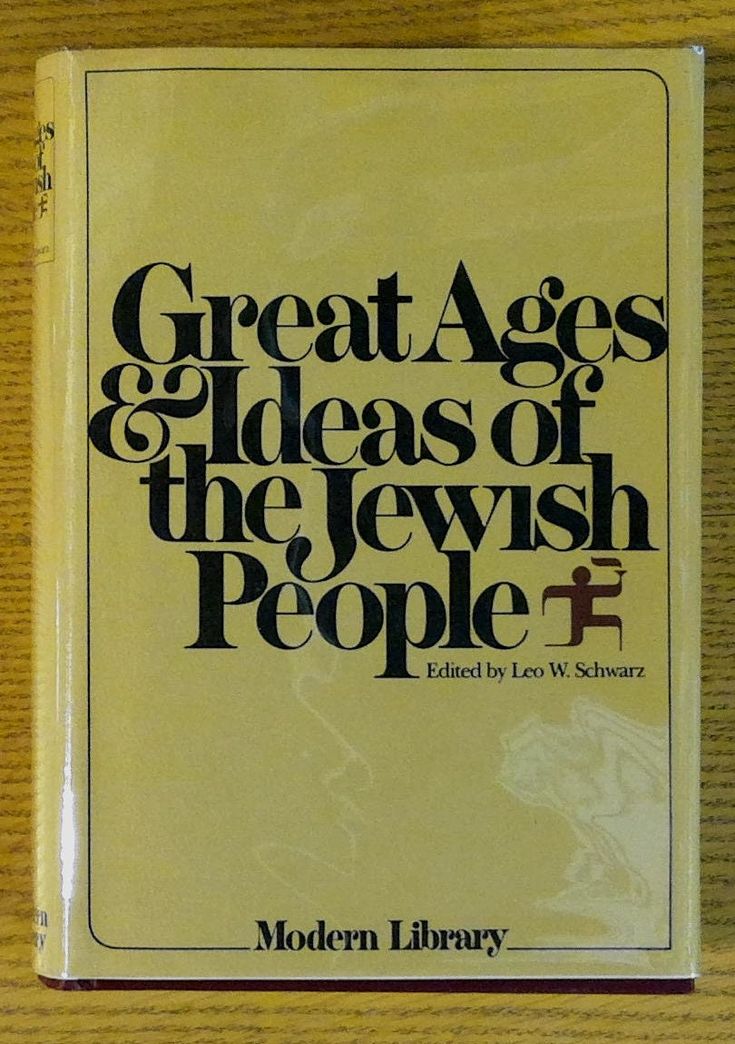 Great Ages
& Ideas of
the Jewish
People
Edited by Leo W. Schwarz
Modern Library